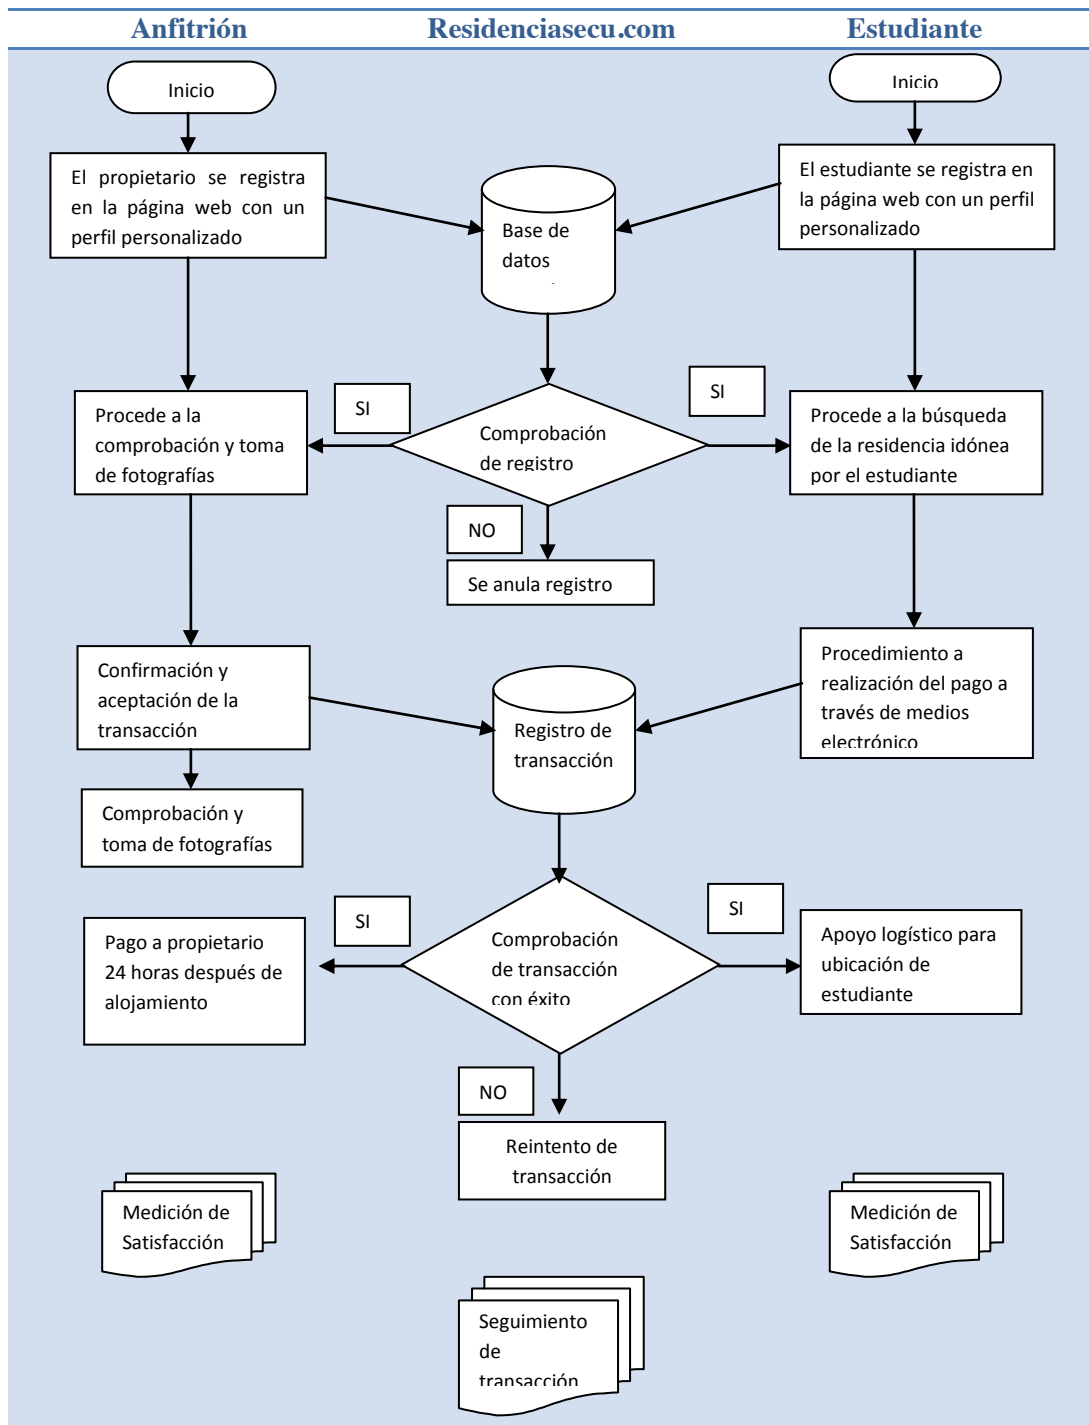 Anfitrión
Residenciasecu.com
Estudiante
Inicio
Inicio
El propietario se registra
en la página web con un
perfil personalizado
Base de
datos
El estudiante se registra en
la página web con un perfil
personalizado
SI
SI
Procede a la
comprobación y toma
de fotografías
Comprobación
de registro
Procede a la búsqueda
de la residencia idónea
por el estudiante
NO
Se anula registro
Confirmación y
aceptación de la
transacción
Registro de
transacción
Procedimiento a
realización del pago a
través de medios
electrónico
Comprobación y
toma de fotografías
SI
SI
Pago a propietario
24 horas después de
alojamiento
Comprobación
de transacción
con éxito
Apoyo logístico para
ubicación de
estudiante
NO
Reintento de
transacción
Medición de
Satisfacción
Medición de
Satisfacción
Seguimiento
de
transacción